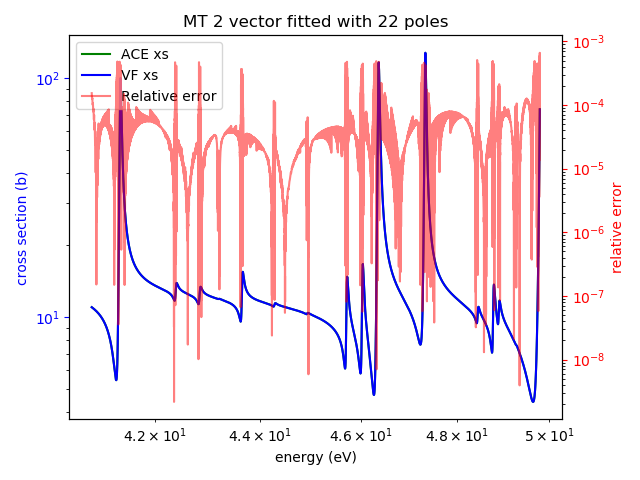 MT 2 vector fitted with 22 poles
ACE xs
VF xs
Relative error
10²
10¹
cross section (b)
10⁻³
10⁻⁴
10⁻⁵
10⁻⁶
10⁻⁷
10⁻⁸
relative error
4.2 × 10¹
4.4 × 10¹
4.6 × 10¹
4.8 × 10¹
5 × 10¹
energy (eV)